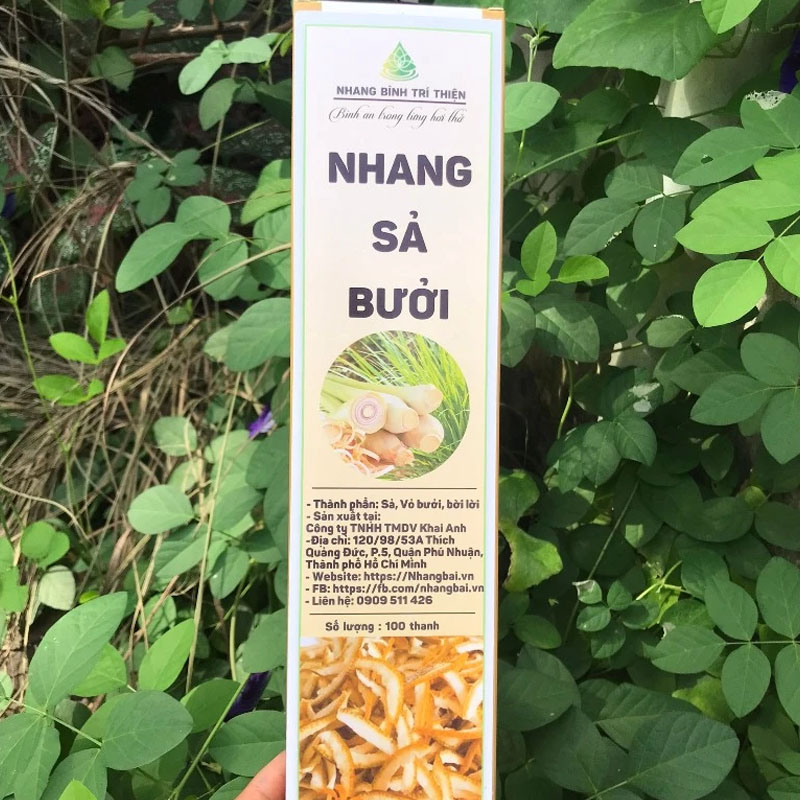 NHANG BÌNH TRÍ THIỆN
Bình an trong từng hơi thở
NHANG
SẢ
BƯỞI
- Thành phần: Sả, Vỏ bưởi, bời lời
- Sản xuất tại:
Công ty TNHH TMDV Khai Anh
-Địa chỉ: 120/98/53A Thích
Quảng Đức, P.5, Quận Phú Nhuận,
Thành phố Hồ Chí Minh
- Website: https://Nhangbai.vn
- FB: https://fb.com/nhangbai.vn
- Liên hệ: 0909 511 426
Số lượng : 100 thanh